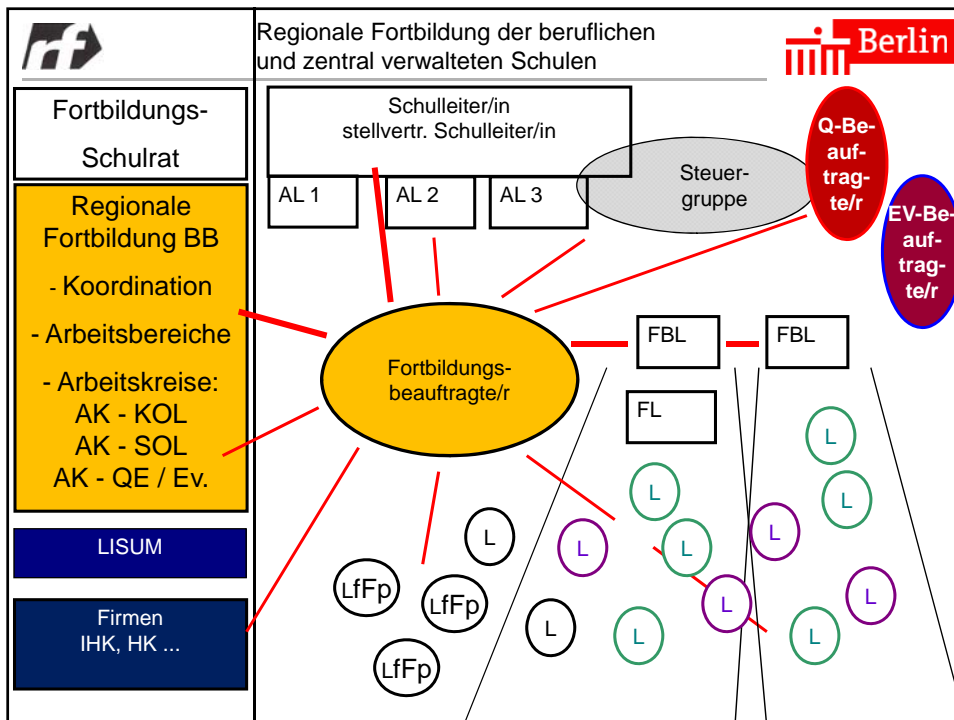 rf
Regionale Fortbildung der beruflichen
und zentral verwalteten Schulen
Berlin
Fortbildungs-
Schulrat
Regionale
Fortbildung BB
- Koordination
- Arbeitsbereiche
- Arbeitskreise:
AK - KOL
AK - SOL
AK - QE / Ev.
LISUM
Firmen
IHK, HK ...
Schulleiter/in
stellvertr. Schulleiter/in
AL 1
AL 2
AL 3
Steuer-
gruppe
Q-Be-
auf-
trag-
te/r
EV-Be-
auf-
trag-
te/r
Fortbildungs-
beauftragte/r
FBL
FBL
FL
L
L
L
L
L
L
L
L
L
L
L
L
L
LfFp
LfFp
LfFp